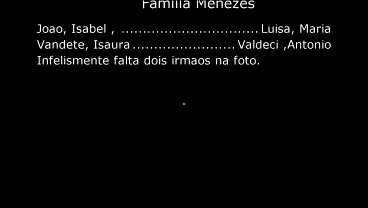 Familia Menezes
Joao, Isabel , ................................Luisa, Maria
Vandete, Isaura........................Valdeci ,Antonio
Infelismente falta dois irmaos na foto.